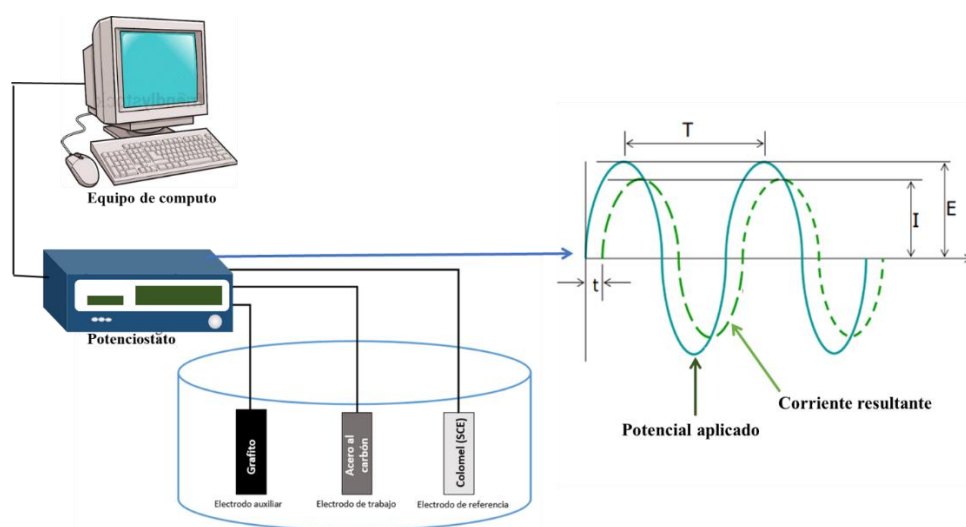 Equipo de computo
Potenciostato
Grafito
Acero al
carbón
Colomel (SCE)
Electrodo auxiliar
Electrodo de trabajo
Electrodo de referencia
T
E
I
t
Corriente resultante
Potencial aplicado